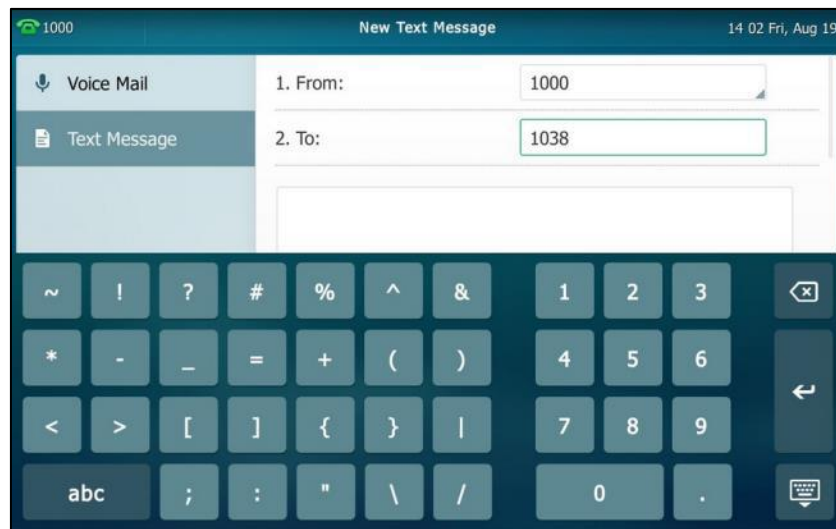 1000 New Text Message 14 02 Fri, Aug 19
Voice Mail
Text Message
1. From: 1000
2. To: 1038
~ ! ? # % ^ & 1 2 3
* - _ = + ( ) 4 5 6
< > [ ] { } | 7 8 9
abc ; : " \ / 0 .